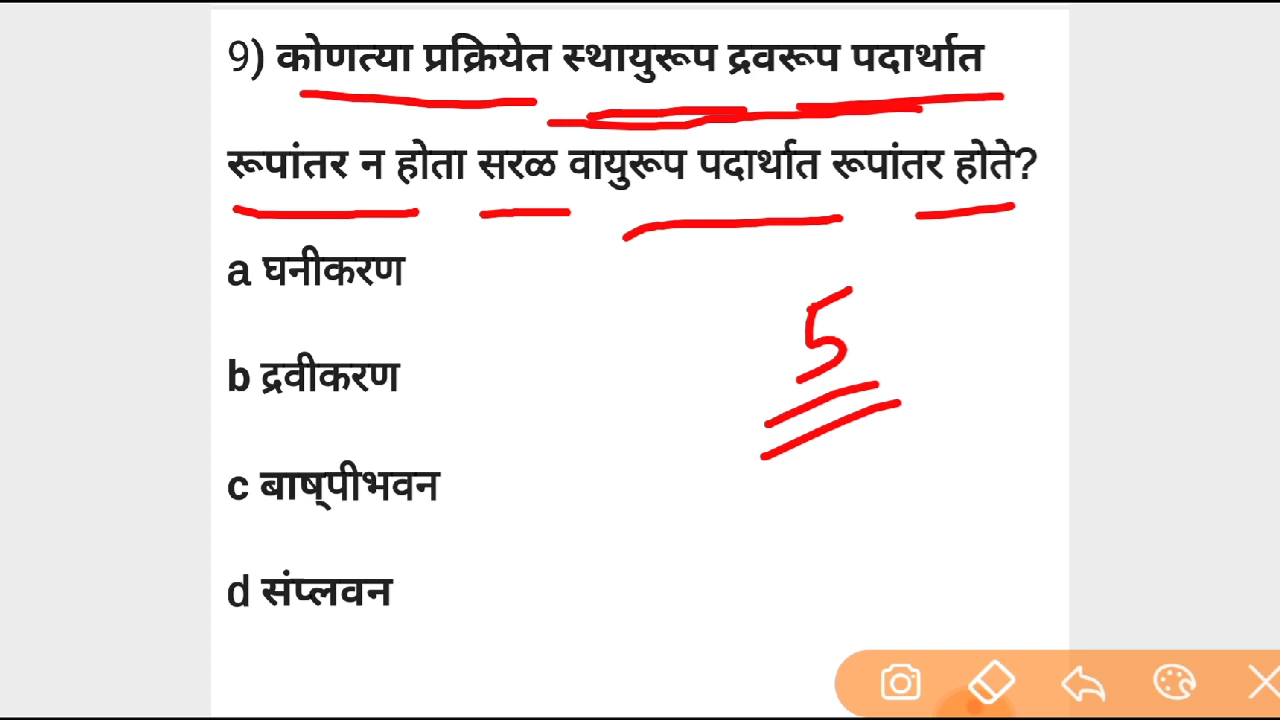 9) कोणत्या प्रक्रियेत स्थायुरूप द्रवरूप पदार्थात
रूपांतर न होता सरळ वायुरूप पदार्थात रूपांतर होते?
a घनीकरण
5
b द्रवीकरण
c बाष्पीभवन
d संप्लवन